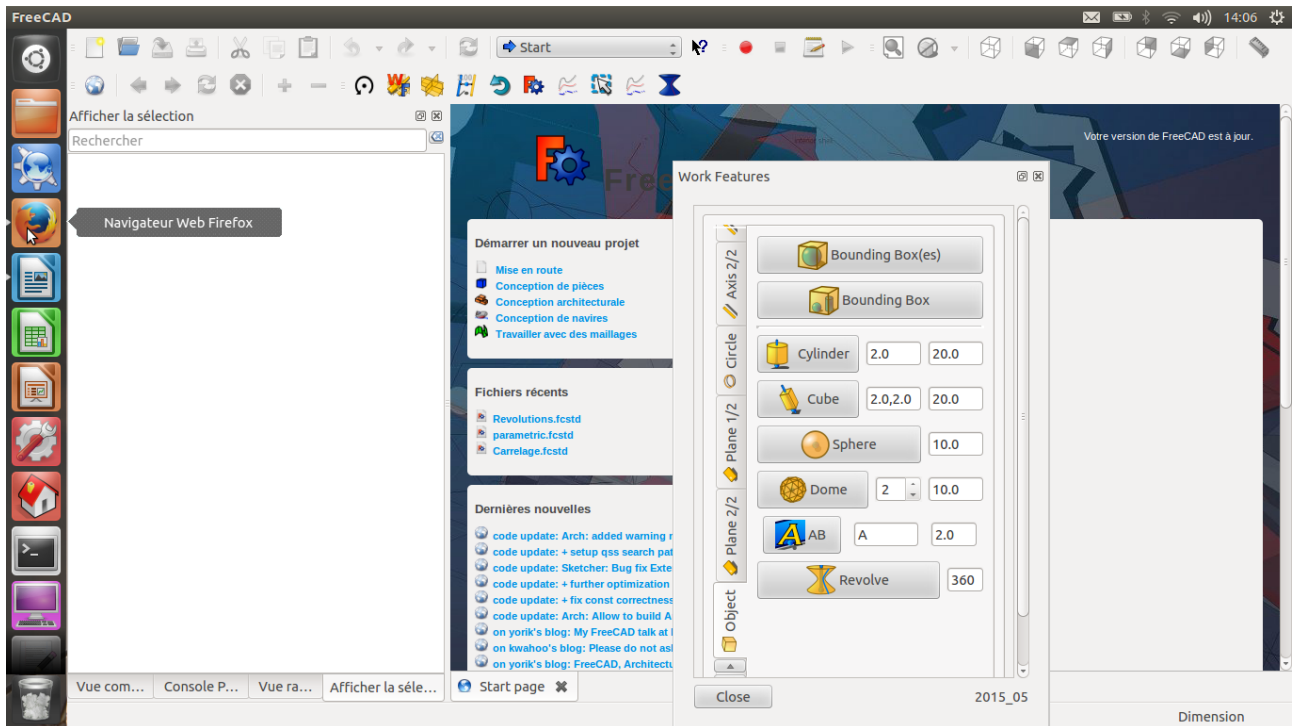 FreeCAD
14:06
Start
Afficher la sélection
Rechercher
Navigateur Web Firefox
Votre version de FreeCAD est à jour.
Free
Démarrer un nouveau projet
Mise en route
Conception de pièces
Conception architecturale
Conception de navires
Travailler avec des maillages
Fichiers récents
Revolutions.fcstd
parametric.fcstd
Carrelage.fcstd
Dernières nouvelles
code update: Arch: added warning
code update: + setup qss search pat
code update: Sketcher: Bug fix Exte
code update: + further optimization
code update: + fix const correctness
code update: Arch: Allow to build A
on yorik's blog: My FreeCAD talk at
on kwahoo's blog: Please do not as
on yorik's blog: FreeCAD, Architectu
Work Features
Axis 2/2
Circle
Plane 1/2
Plane 2/2
Object
Bounding Box(es)
Bounding Box
Cylinder 2.0 20.0
Cube 2.0,2.0 20.0
Sphere 10.0
Dome 2 10.0
AB A 2.0
Revolve 360
Close 2015_05
Vue com... Console P... Vue ra... Afficher la séle...
Start page
Dimension